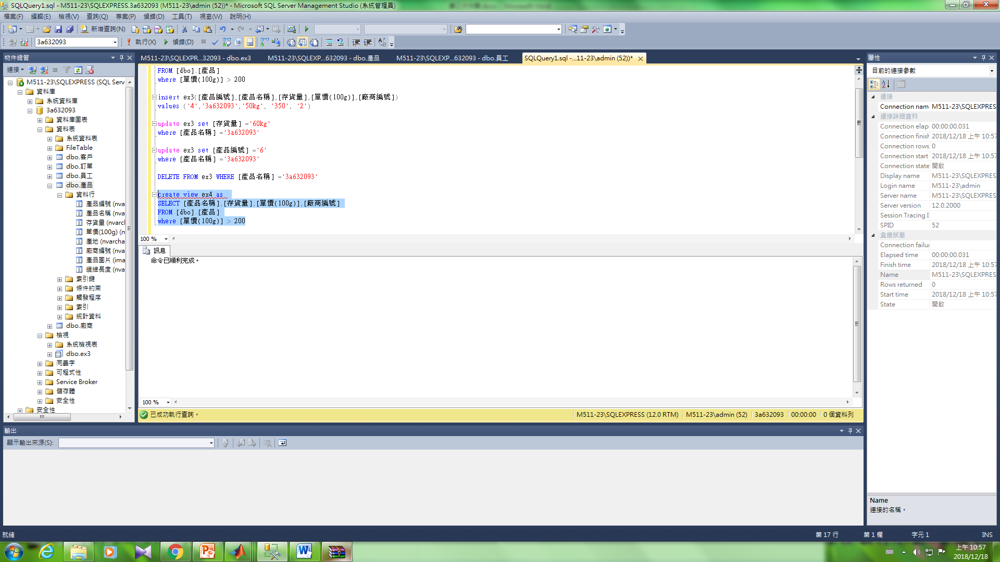 SQLQuery1.sql - M511-23\SQLEXPRESS.3a632093 (M511-23\admin (52))* - Microsoft SQL Server Management Studio (系統管理員)
檔案(F) 編輯(E) 檢視(V) 查詢(Q) 專案(P) 偵錯(D) 工具(T) 視窗(W) 說明(H)
新增查詢(N)
3a632093 執行(X) 偵錯(D)
物件總管
連接
M511-23\SQLEXPRESS (SQL Serv
資料庫
系統資料庫
3a632093
資料庫圖表
資料表
系統資料表
FileTable
dbo.客戶
dbo.訂單
dbo.員工
dbo.產品
資料行
產品編號 (nva
產品名稱 (nva
存貨量 (nvarcl
單價(100g) (m
產地 (nvarcha
廠商編號 (nva
產品圖片 (ima
纖維長度 (nva
索引鍵
條件約束
觸發程序
索引
統計資料
dbo.廠商
檢視
系統檢視表
dbo.ex3
同義字
可程式性
Service Broker
儲存體
安全性
安全性
M511-23\SQLEXPR...32093 - dbo.ex3 M511-23\SQLEXP...632093 - dbo.產品 M511-23\SQLEXP...632093 - dbo.員工 SQLQuery1.sql -...11-23\admin (52))*
FROM [dbo].[產品]
where [單價(100g)] > 200
insert ex3([產品編號],[產品名稱],[存貨量],[單價(100g)],[廠商編號])
values ('4','3a632093','50kg', '350', '2')
update ex3 set [存貨量] ='60kg'
where [產品名稱] ='3a632093'
update ex3 set [產品編號] ='6'
where [產品名稱] ='3a632093'
DELETE FROM ex3 WHERE [產品名稱] ='3a632093'
create view ex4 as
SELECT [產品名稱],[存貨量],[單價(100g)],[廠商編號]
FROM [dbo].[產品]
where [單價(100g)] > 200
100 %
訊息
命令已順利完成。
100 %
已成功執行查詢。 M511-23\SQLEXPRESS (12.0 RTM) M511-23\admin (52) 3a632093 00:00:00 0 個資料列
屬性
目前的連接參數
連接
Connection nam M511-23\SQLEXPRES
連接詳細資料
Connection elap 00:00:00.031
Connection finish 2018/12/18 上午 10:57
Connection rows 0
Connection start 2018/12/18 上午 10:57
Connection state 開啟
Display name M511-23\SQLEXPRES
Login name M511-23\admin
Server name M511-23\SQLEXPRES
Server version 12.0.2000
Session Tracing I
SPID 52
彙總狀態
Connection failu
Elapsed time 00:00:00.031
Finish time 2018/12/18 上午 10:57
Name M511-23\SQLEXPRES
Rows returned 0
Start time 2018/12/18 上午 10:57
State 開啟
Name
連接的名稱。
輸出
顯示輸出來源(S):
就緒 第 17 行 第 1 欄 字元 1 INS
上午 10:57
2018/12/18